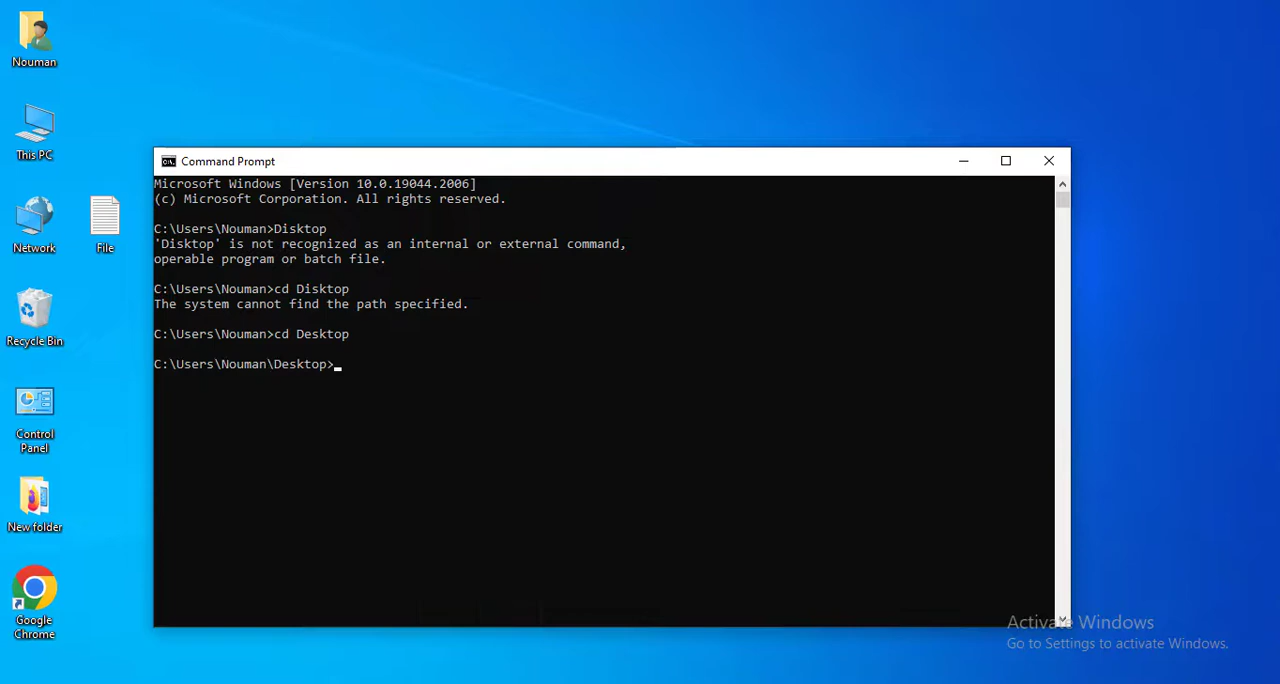 Nouman
This PC
Network
File
Recycle Bin
Control
Panel
New folder
Google
Chrome
Command Prompt
Microsoft Windows [Version 10.0.19044.2006]
(c) Microsoft Corporation. All rights reserved.
C:\Users\Nouman>Disktop
'Disktop' is not recognized as an internal or external command,
operable program or batch file.
C:\Users\Nouman>cd Disktop
The system cannot find the path specified.
C:\Users\Nouman>cd Desktop
C:\Users\Nouman\Desktop>
Activate Windows
Go to Settings to activate Windows.